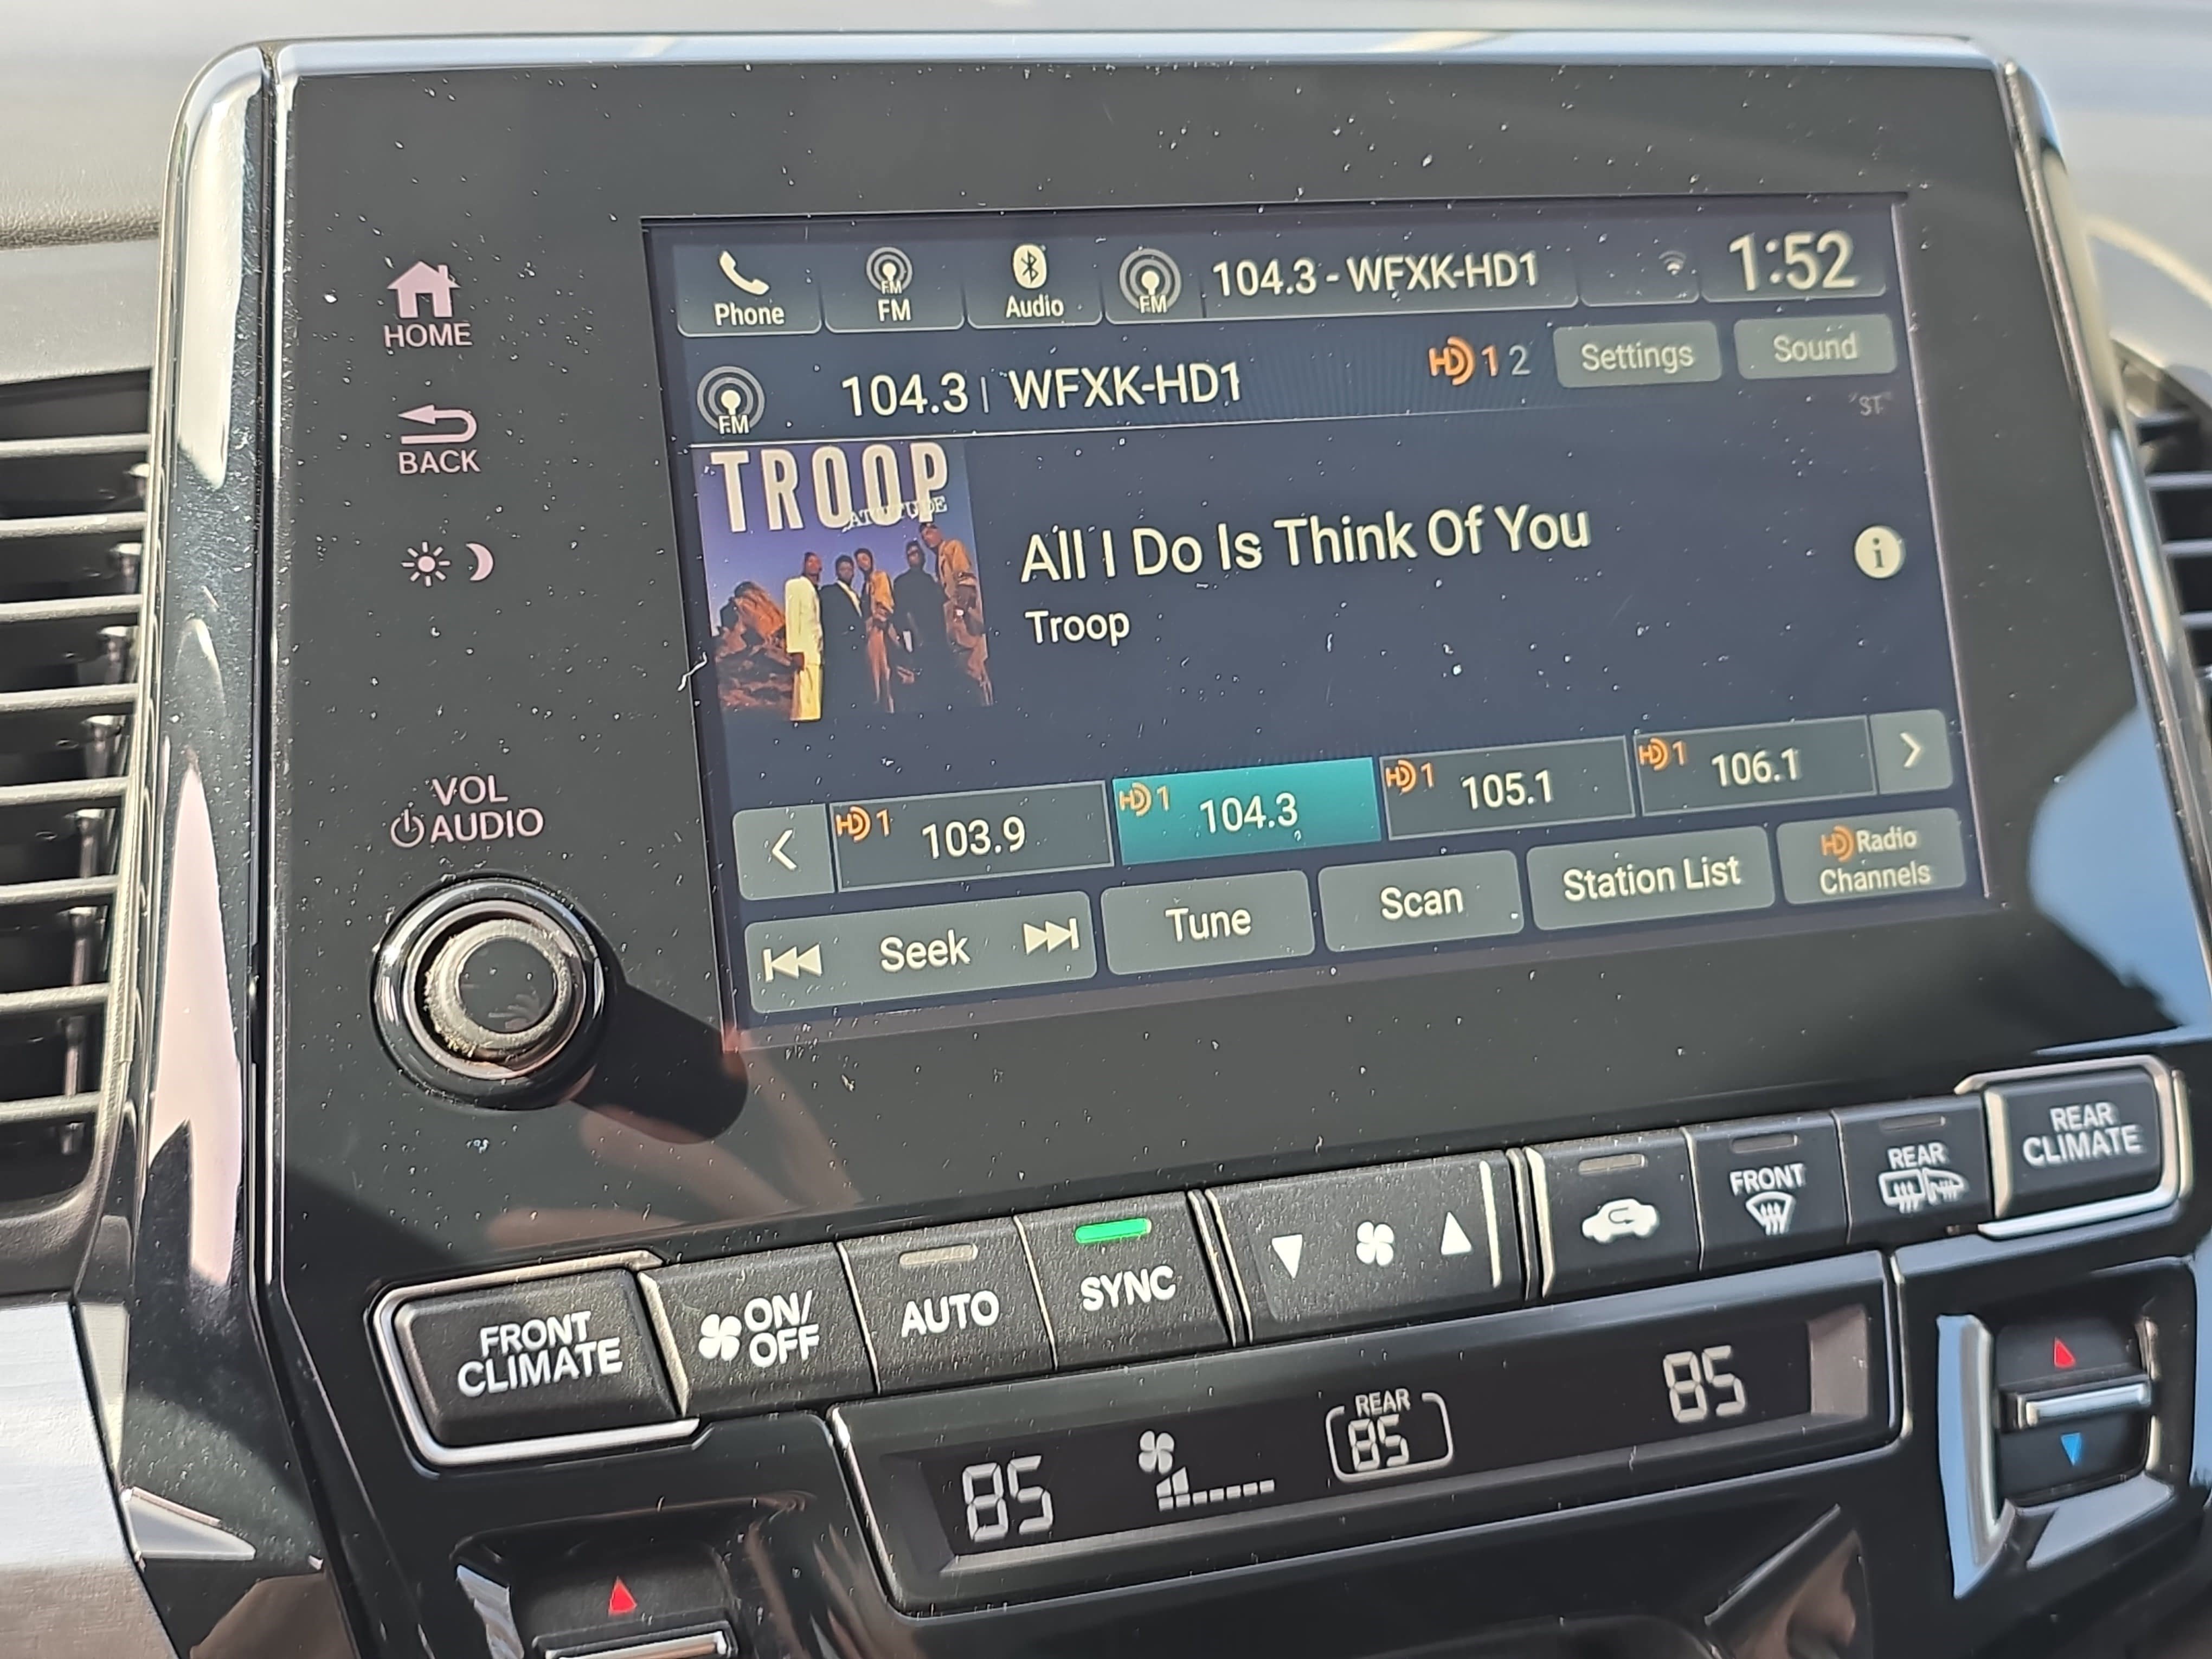 HOME
BACK
VOL
AUDIO
Phone
FM
FM
Audio
FM
104.3 - WFXK-HD1
1:52
FM
104.3 | WFXK-HD1
HD 1 2
Settings
Sound
ST
TROOP
ATTITUDE
All I Do Is Think Of You
Troop
i
HD 1 103.9
HD 1 104.3
HD 1 105.1
HD 1 106.1
Seek
Tune
Scan
Station List
HD Radio
Channels
FRONT
CLIMATE
ON/
OFF
AUTO
SYNC
FRONT
REAR
REAR
CLIMATE
85
REAR
85
85